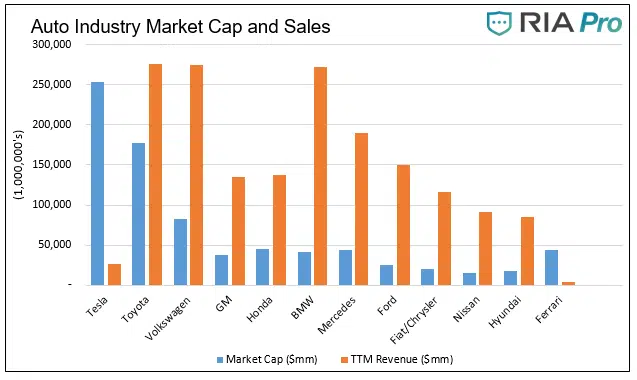 Auto Industry Market Cap and Sales
RIA Pro
300,000
250,000
200,000
150,000
100,000
50,000
-
(1,000,000's)
Tesla
Toyota
Volkswagen
GM
Honda
BMW
Mercedes
Ford
Fiat/Chrysler
Nissan
Hyundai
Ferrari
Market Cap ($mm)
TTM Revenue ($mm)